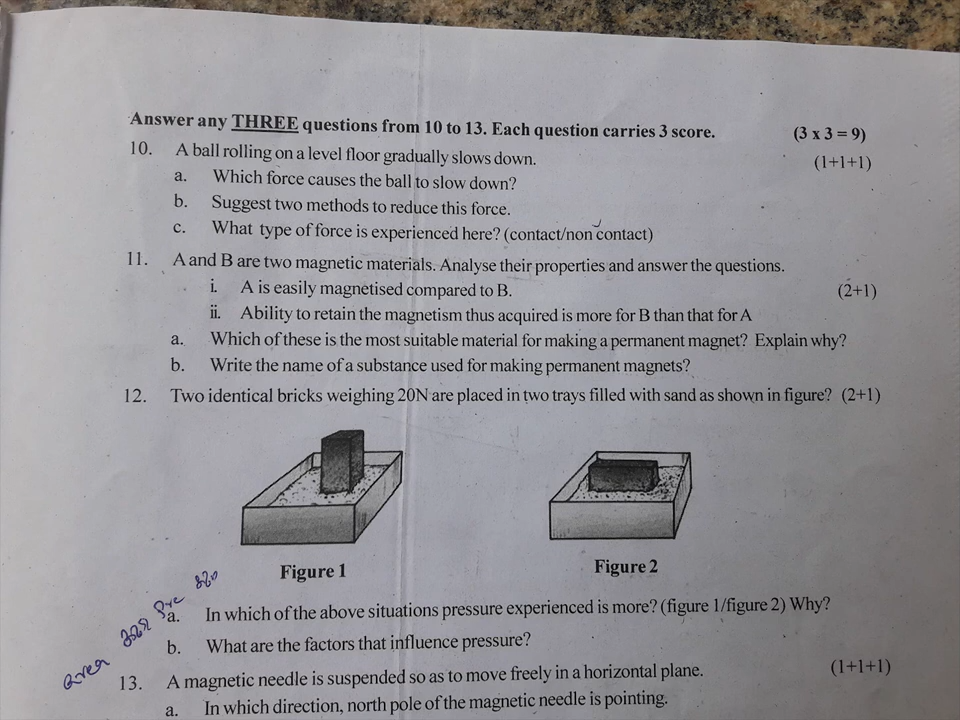 Answer any THREE questions from 10 to 13. Each question carries 3 score. (3 x 3 = 9)
10. A ball rolling on a level floor gradually slows down. (1+1+1)
a. Which force causes the ball to slow down?
b. Suggest two methods to reduce this force.
c. What type of force is experienced here? (contact/non contact)
11. A and B are two magnetic materials. Analyse their properties and answer the questions.
i. A is easily magnetised compared to B. (2+1)
ii. Ability to retain the magnetism thus acquired is more for B than that for A
a. Which of these is the most suitable material for making a permanent magnet? Explain why?
b. Write the name of a substance used for making permanent magnets?
12. Two identical bricks weighing 20N are placed in two trays filled with sand as shown in figure? (2+1)
Figure 1 Figure 2
a. In which of the above situations pressure experienced is more? (figure 1/figure 2) Why?
b. What are the factors that influence pressure?
13. A magnetic needle is suspended so as to move freely in a horizontal plane. (1+1+1)
a. In which direction, north pole of the magnetic needle is pointing.